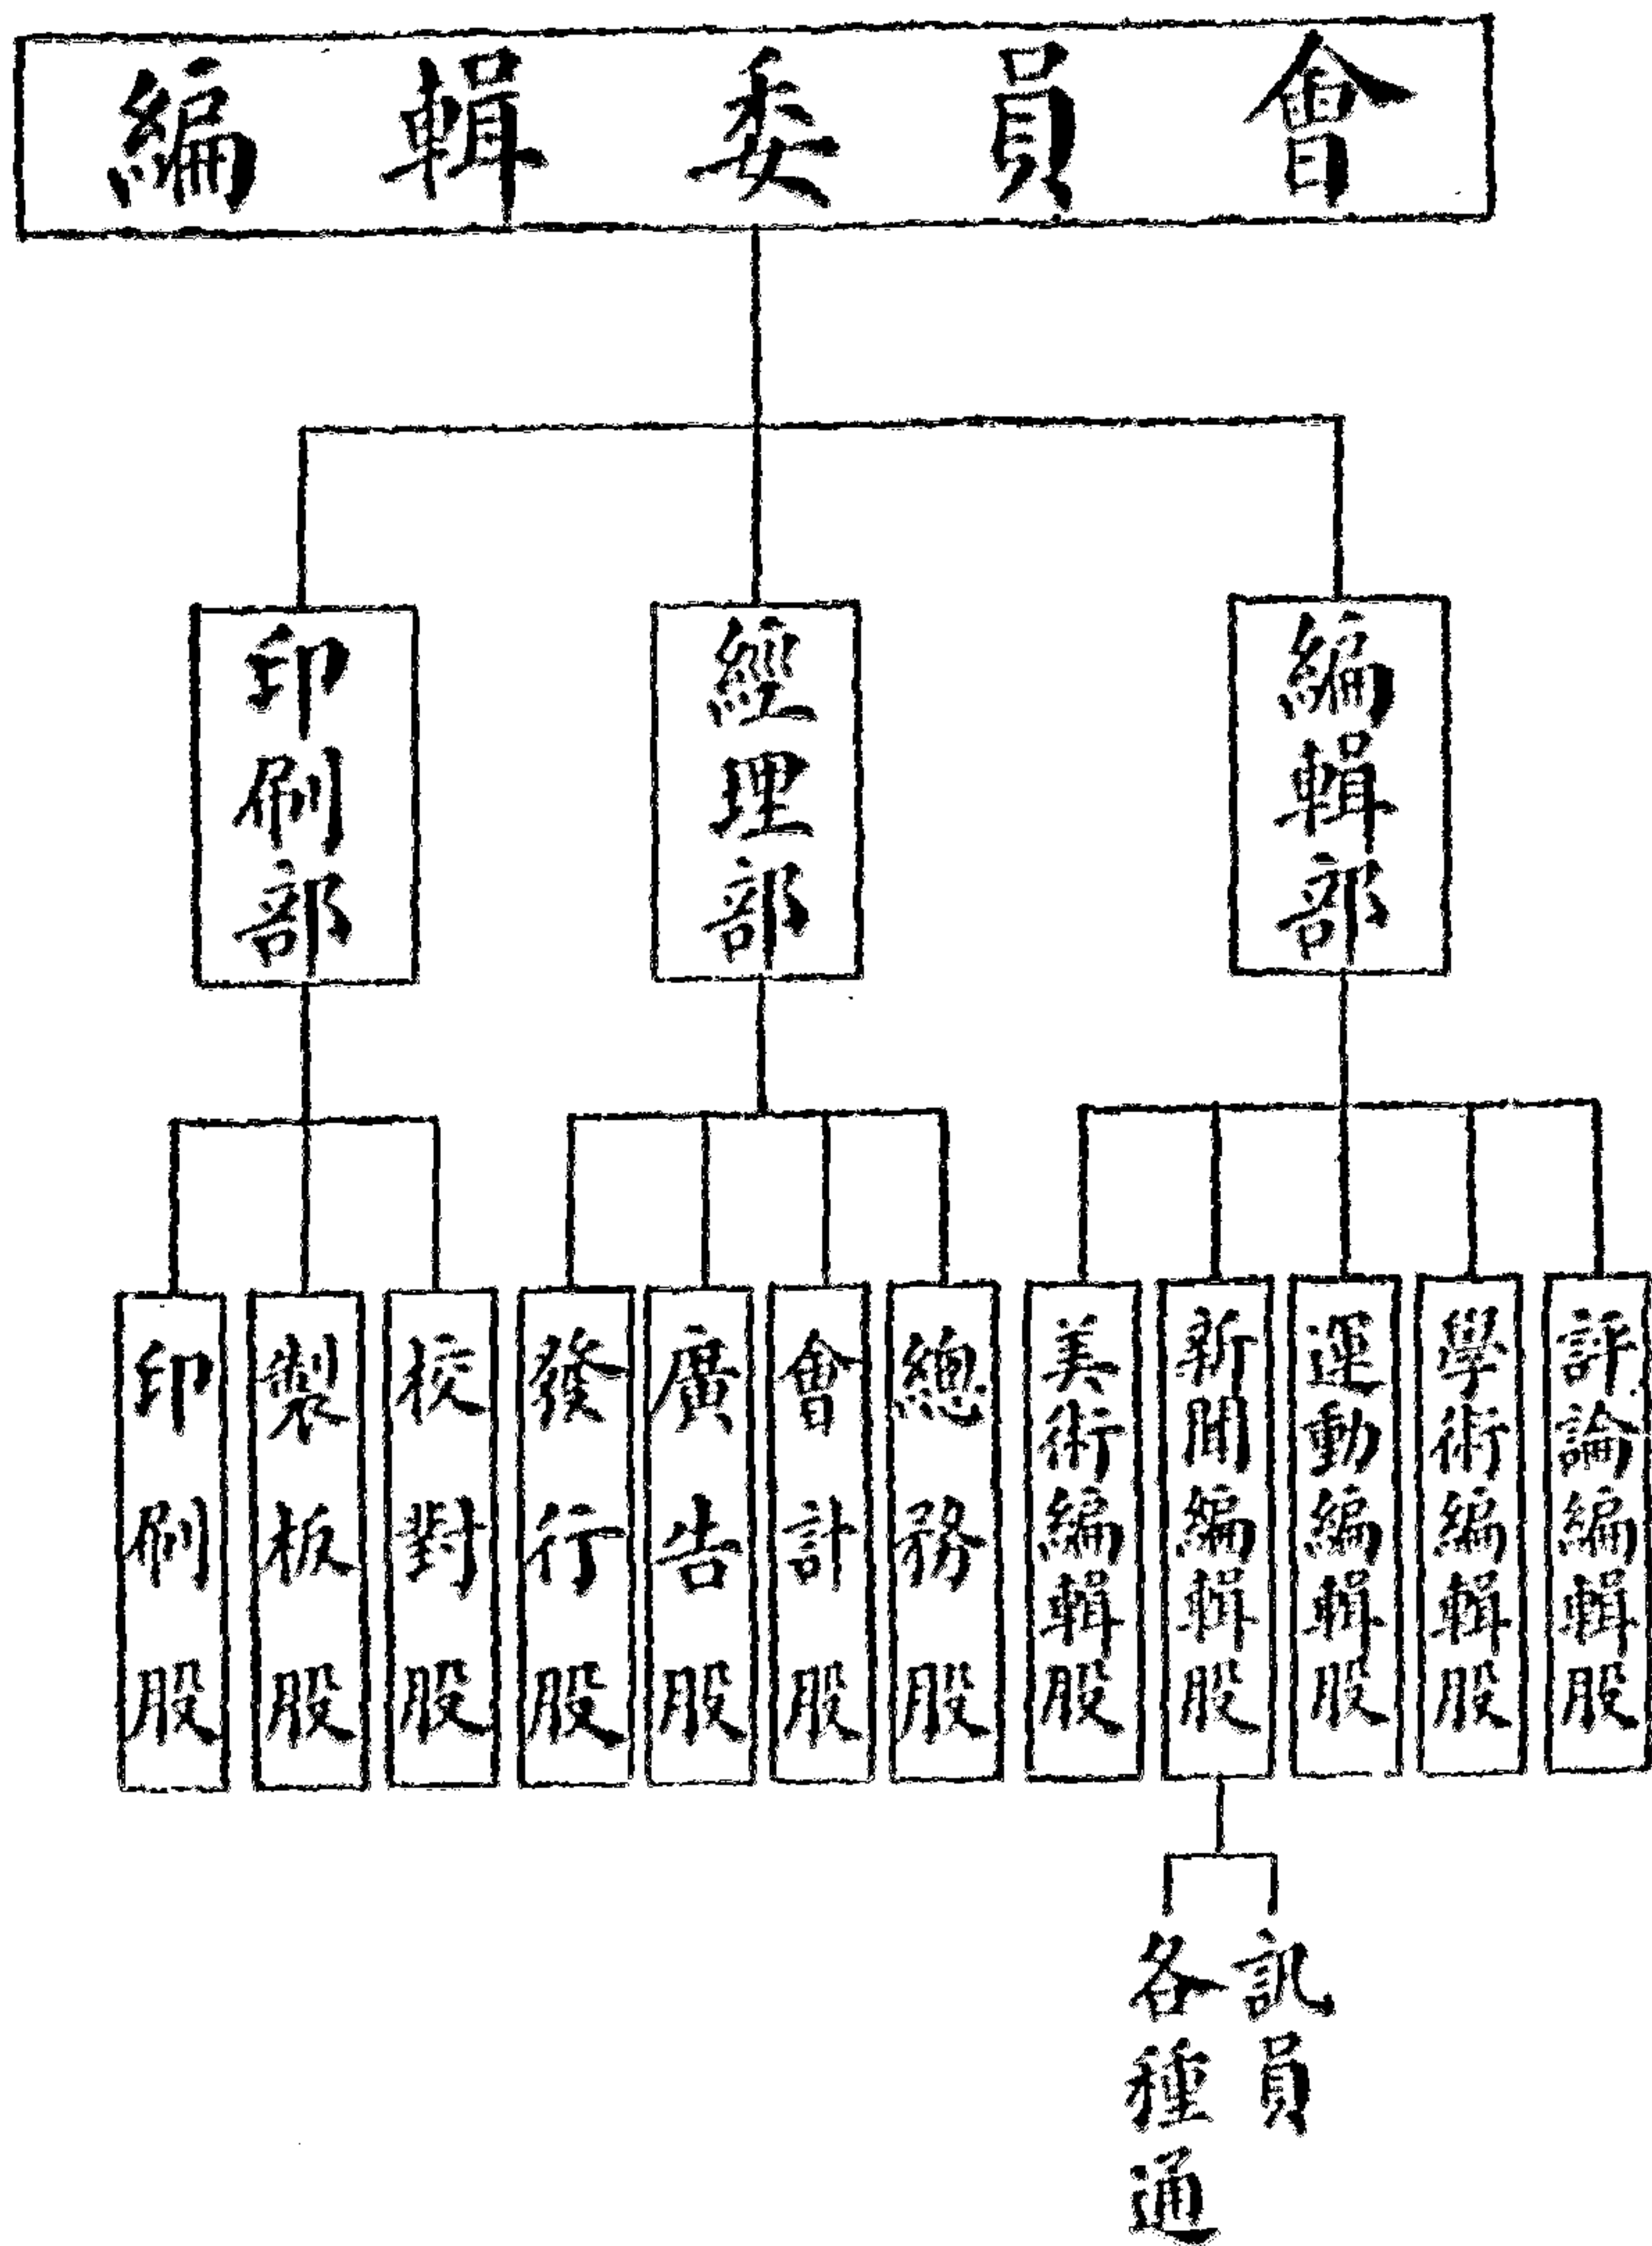 編輯委員會
印刷部
經理部
編輯部
印刷股
製板股
校對股
發行股
廣告股
會計股
總務股
美術編輯股
新聞編輯股
運動編輯股
學術編輯股
評論編輯股
各種通
訊員